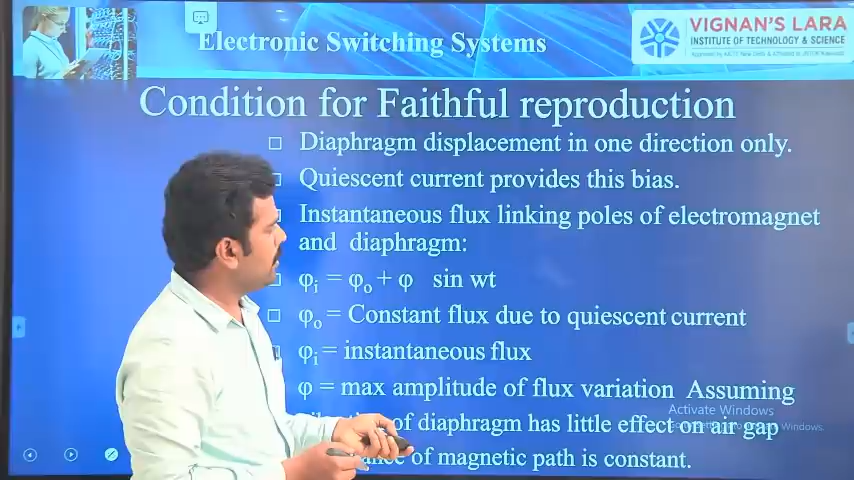 Electronic Switching Systems
VIGNAN'S LARA
INSTITUTE OF TECHNOLOGY & SCIENCE
Condition for Faithful reproduction
Diaphragm displacement in one direction only.
Quiescent current provides this bias.
Instantaneous flux linking poles of electromagnet
and diaphragm:
φi = φo + φ sin wt
φo = Constant flux due to quiescent current
φi = instantaneous flux
φ = max amplitude of flux variation Assuming
of diaphragm has little effect on air gap
of magnetic path is constant.
Activate Windows
Windows.